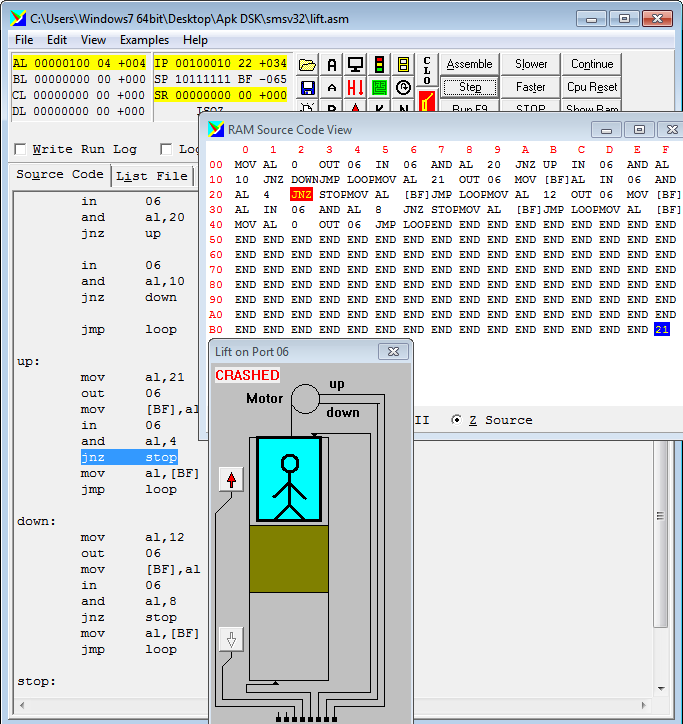 C:\Users\Windows7 64bit\Desktop\Apk DSK\smsv32\lift.asm
File Edit View Examples Help
AL 00000100 04 +004 IP 00100010 22 +034
BL 00000000 00 +000 SP 10111111 BF -065
CL 00000000 00 +000 SR 00000000 00 +000
DL 00000000 00 +000 ISOZ
CLO
Assemble Slower Continue
Step Faster Cpu Reset
Run F9 STOP Show Ram
Write Run Log Log
Source Code List File
in 06
and al,20
jnz up
in 06
and al,10
jnz down
jmp loop
up:
mov al,21
out 06
mov [BF],al
in 06
and al,4
jnz stop
mov al,[BF]
jmp loop
down:
mov al,12
out 06
mov [BF],al
in 06
and al,8
jnz stop
mov al,[BF]
jmp loop
stop:
RAM Source Code View
0 1 2 3 4 5 6 7 8 9 A B C D E F
00 MOV AL 0 OUT 06 IN 06 AND AL 20 JNZ UP IN 06 AND AL
10 10 JNZ DOWN JMP LOOP MOV AL 21 OUT 06 MOV [BF] AL IN 06 AND
20 AL 4 JNZ STOP MOV AL [BF] JMP LOOP MOV AL 12 OUT 06 MOV [BF]
30 AL IN 06 AND AL 8 JNZ STOP MOV AL [BF] JMP LOOP MOV AL [BF]
40 MOV AL 0 OUT 06 JMP LOOP END END END END END END END END END
50 END END END END END END END END END END END END END END END END
60 END END END END END END END END END END END END END END END END
70 END END END END END END END END END END END END END END END END
80 END END END END END END END END END END END END END END END END
90 END END END END END END END END END END END END END END END END
A0 END END END END END END END END END END END END END END END END
B0 END END END END END END END END END END END END END END END 21
II Z Source
Lift on Port 06
CRASHED
up
Motor
down